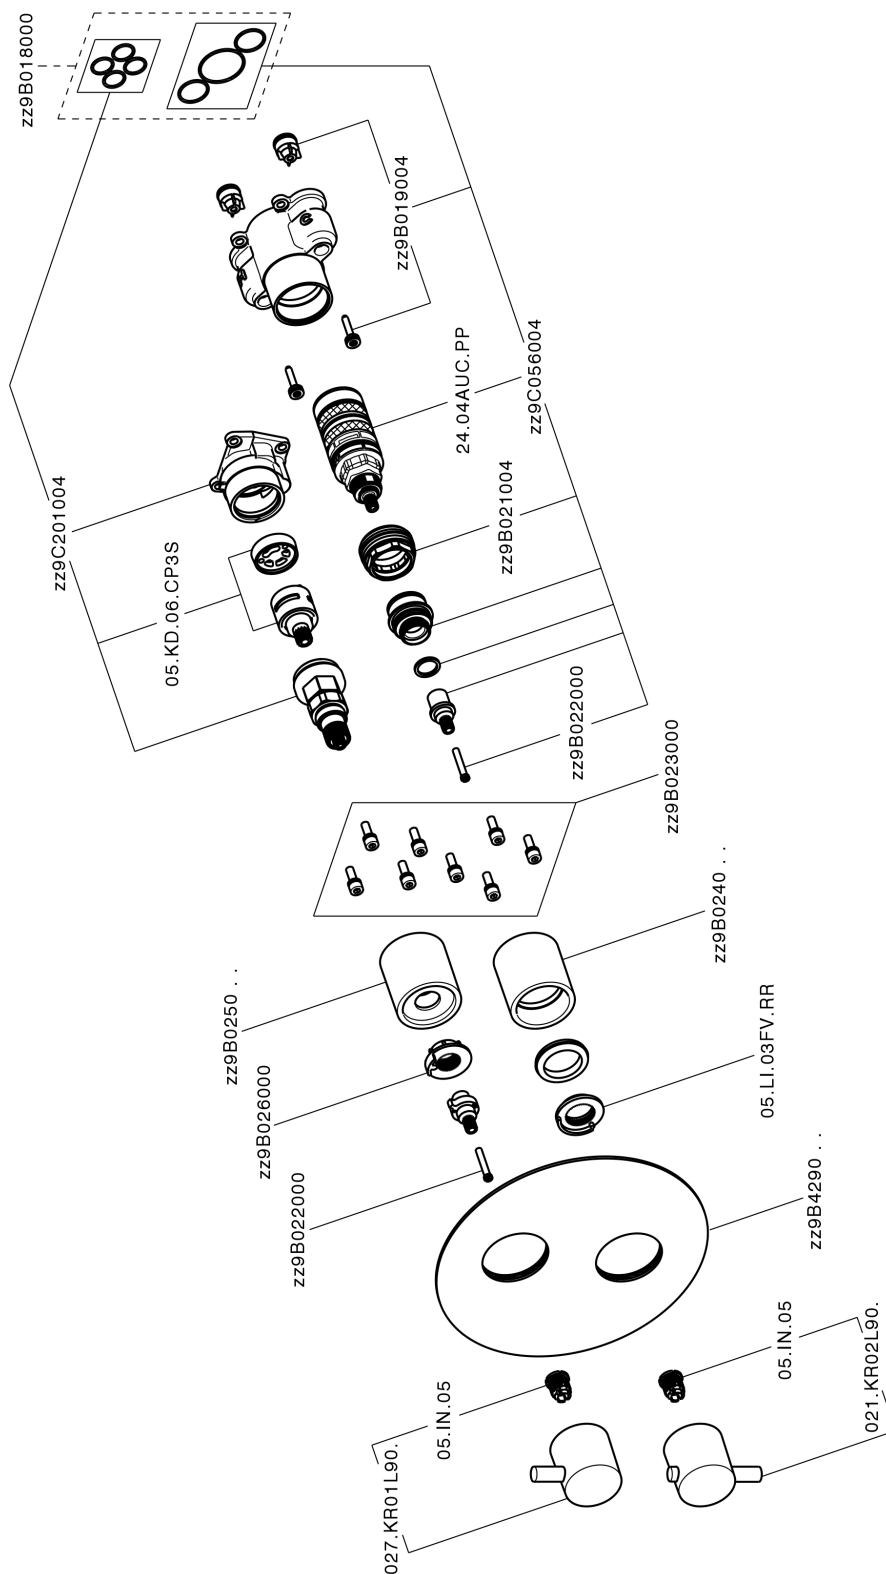 zz9B018000
zz9B019004
24.04AUC.PP
zz9C056004
zz9B021004
zz9C201004
05.KD.06.CP3S
zz9B022000
zz9B023000
zz9B0240 . .
zz9B0250 . .
zz9B026000
05.LI.03FV.RR
zz9B022000
zz9B4290 . .
05.IN.05
021.KR02L90.
05.IN.05
027.KR01L90.